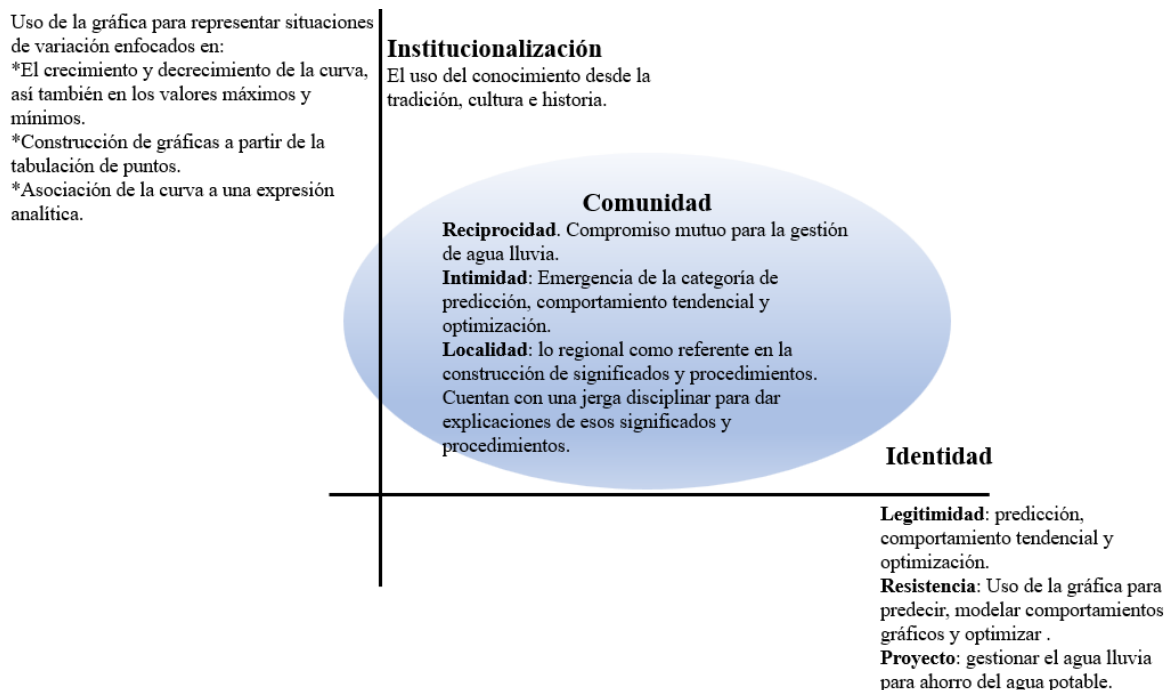 Uso de la gráfica para representar situaciones
de variación enfocados en:
*El crecimiento y decrecimiento de la curva,
así también en los valores máximos y
mínimos.
*Construcción de gráficas a partir de la
tabulación de puntos.
*Asociación de la curva a una expresión
analítica.
Institucionalización
El uso del conocimiento desde la
tradición, cultura e historia.
Comunidad
Reciprocidad. Compromiso mutuo para la gestión
de agua lluvia.
Intimidad: Emergencia de la categoría de
predicción, comportamiento tendencial y
optimización.
Localidad: lo regional como referente en la
construcción de significados y procedimientos.
Cuentan con una jerga disciplinar para dar
explicaciones de esos significados y
procedimientos.
Identidad
Legitimidad: predicción,
comportamiento tendencial y
optimización.
Resistencia: Uso de la gráfica para
predecir, modelar comportamientos
gráficos y optimizar .
Proyecto: gestionar el agua lluvia
para ahorro del agua potable.